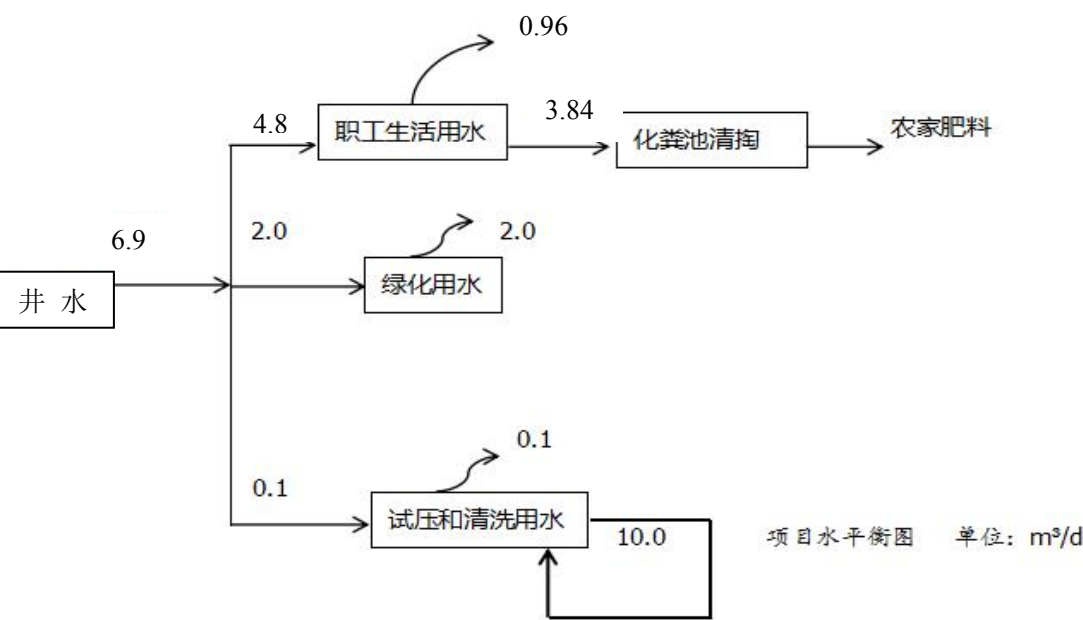 0.96
4.8
职工生活用水
3.84
化粪池清掏
农家肥料
6.9
2.0
2.0
井 水
绿化用水
0.1
0.1
试压和清洗用水
10.0
项目水平衡图 单位：m³/d